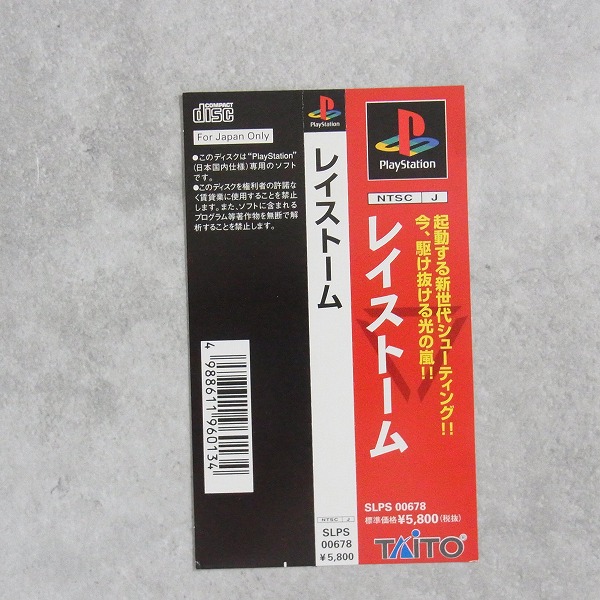 COMPACT
disc
For Japan Only
●このディスクは“PlayStation”
(日本国内仕様)専用のソフト
です。
●このディスクを権利者の許諾な
く賃貸業に使用することを禁止
します。また、ソフトに含まれる
プログラム等著作物を無断で解
析することを禁止します。
4 988611 960134
PlayStation
レイストーム
NTSC J
SLPS
00678
¥5,800
PlayStation
NTSC J
起動する新世代シューティング!!
今、駆け抜ける光の嵐!!
レイストーム
SLPS 00678
標準価格¥5,800(税抜)
TAITO